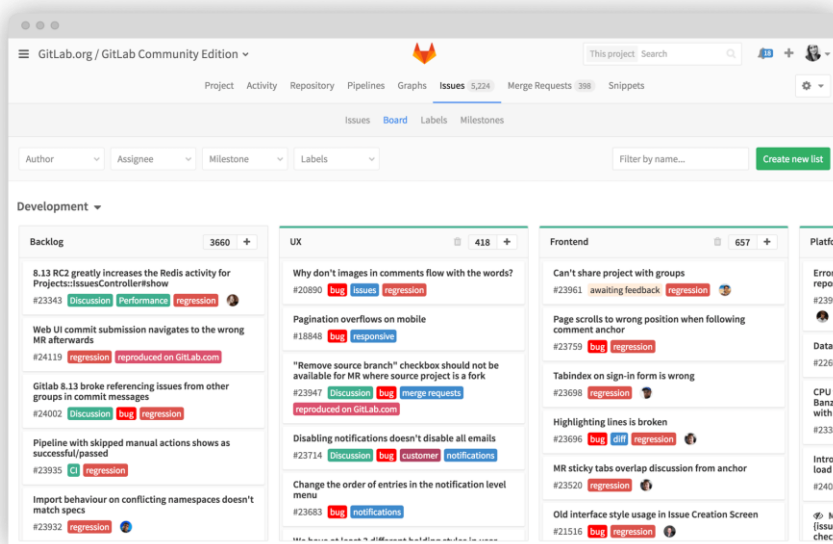 GitLab.org / GitLab Community Edition
This project Search
18
Project Activity Repository Pipelines Graphs Issues 5,224 Merge Requests 398 Snippets
Issues Board Labels Milestones
Author Assignee Milestone Labels
Filter by name...
Create new list
Development
Backlog 3660 +
8.13 RC2 greatly increases the Redis activity for
Projects::IssuesController#show
#23343 Discussion Performance regression
Web UI commit submission navigates to the wrong
MR afterwards
#24119 regression reproduced on GitLab.com
Gitlab 8.13 broke referencing issues from other
groups in commit messages
#24002 Discussion bug regression
Pipeline with skipped manual actions shows as
successful/passed
#23935 CI regression
Import behaviour on conflicting namespaces doesn't
match specs
#23932 regression
UX 418 +
Why don't images in comments flow with the words?
#20890 bug issues regression
Pagination overflows on mobile
#18848 bug responsive
"Remove source branch" checkbox should not be
available for MR where source project is a fork
#23947 Discussion bug merge requests
reproduced on GitLab.com
Disabling notifications doesn't disable all emails
#23714 Discussion bug customer notifications
Change the order of entries in the notification level
menu
#23683 bug notifications
Frontend 657 +
Can't share project with groups
#23961 awaiting feedback regression
Page scrolls to wrong position when following
comment anchor
#23759 bug regression
Tabindex on sign-in form is wrong
#23698 regression
Highlighting lines is broken
#23696 bug diff regression
MR sticky tabs overlap discussion from anchor
#23520 regression
Old interface style usage in Issue Creation Screen
#21516 bug regression
CPU
with
load